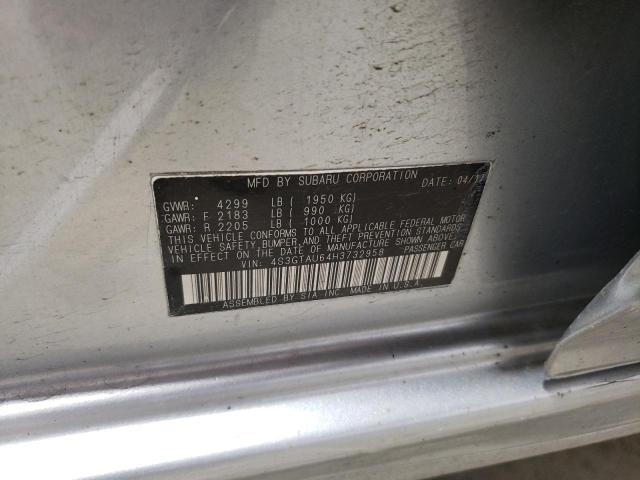 MFD BY SUBARU CORPORATION DATE: 04/17
GVWR: 4299 LB ( 1950 KG)
GAWR: F 2183 LB ( 990 KG)
GAWR: R 2205 LB ( 1000 KG)
THIS VEHICLE CONFORMS TO ALL APPLICABLE FEDERAL MOTOR
VEHICLE SAFETY, BUMPER, AND THEFT PREVENTION STANDARDS
IN EFFECT ON THE DATE OF MANUFACTURE SHOWN ABOVE.
VIN: 4S3GTAU64H3732958 PASSENGER CAR
ASSEMBLED BY SIA INC. MADE IN U.S.A.